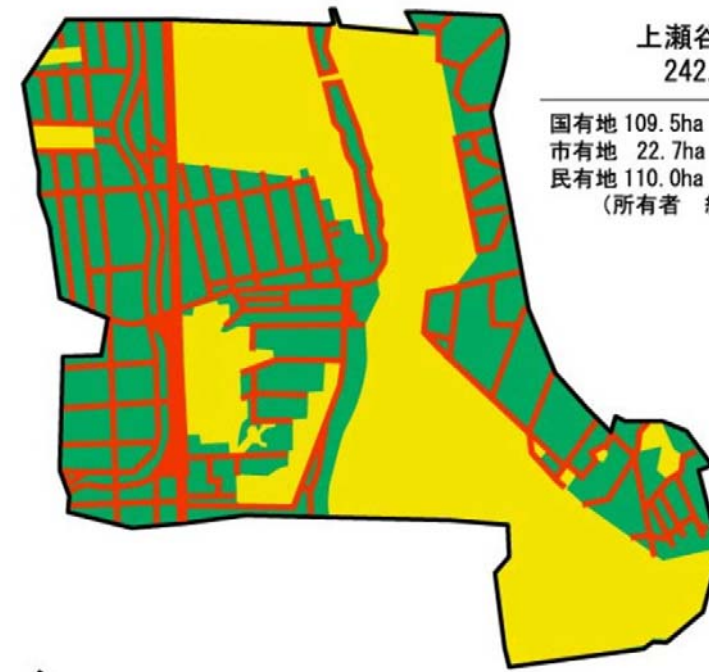 上瀬谷
242.
国有地 109.5ha
市有地 22.7ha
民有地 110.0ha
(所有者